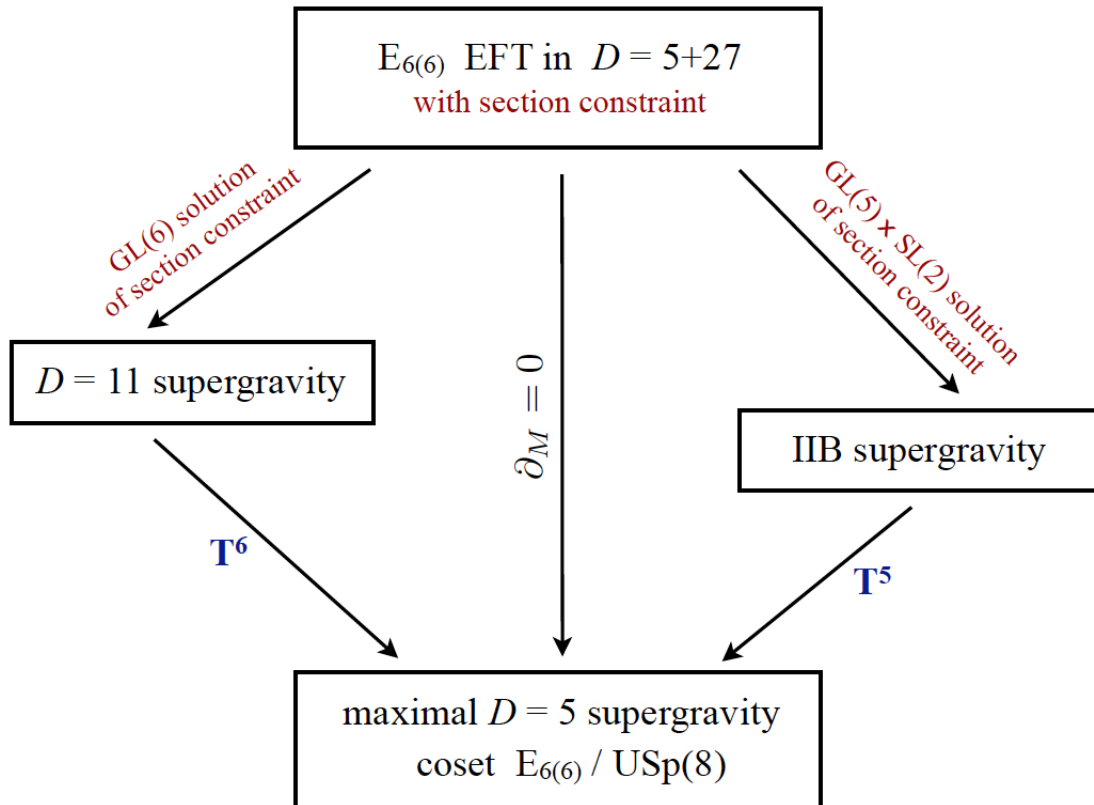 E₆₍₆₎ EFT in D = 5+27
with section constraint
GL(6) solution
of section constraint
GL(5) × SL(2) solution
of section constraint
∂_M = 0
D = 11 supergravity
IIB supergravity
T⁶
T⁵
maximal D = 5 supergravity
coset E₆₍₆₎ / USp(8)